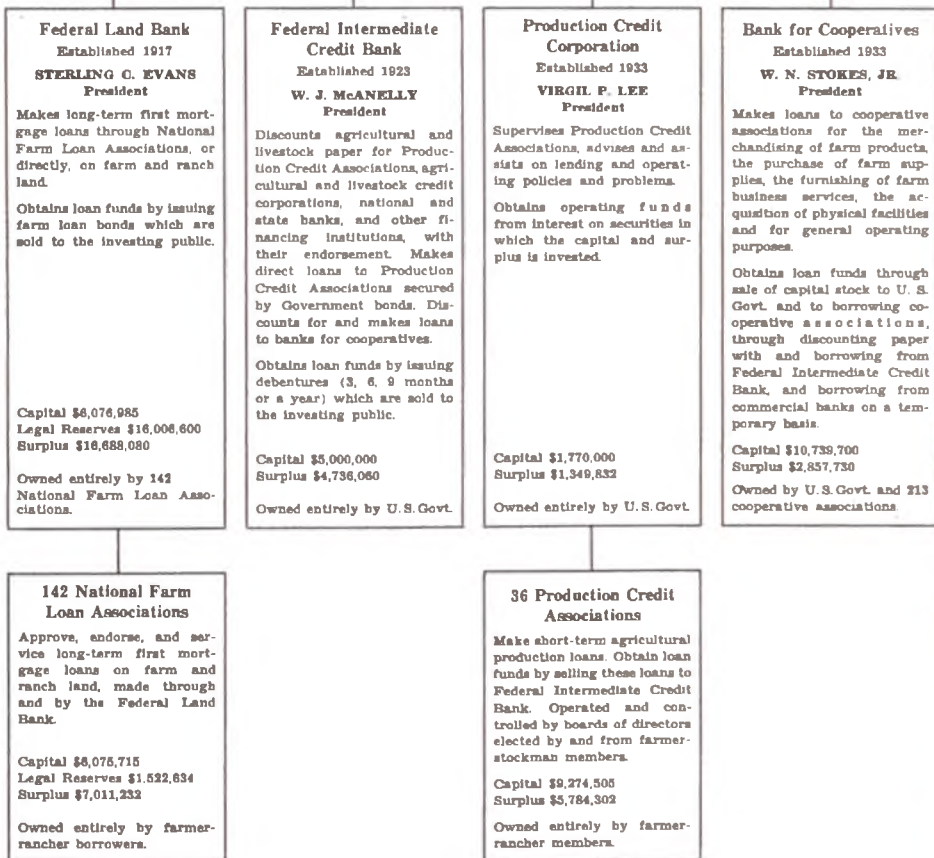 Federal Land Bank
Established 1917
STERLING C. EVANS
President
Makes long-term first mort-
gage loans through National
Farm Loan Associations, or
directly, on farm and ranch
land.
Obtains loan funds by issuing
farm loan bonds which are
sold to the investing public.
Capital $6,076,985
Legal Reserves $16,006,600
Surplus $16,688,080
Owned entirely by 142
National Farm Loan Asso-
ciations.
Federal Intermediate
Credit Bank
Established 1923
W. J. McANELLY
President
Discounts agricultural and
livestock paper for Produc-
tion Credit Associations, agri-
cultural and livestock credit
corporations, national and
state banks, and other fi-
nancing institutions, with
their endorsement. Makes
direct loans to Production
Credit Associations secured
by Government bonds. Dis-
counts for and makes loans
to banks for cooperatives.
Obtains loan funds by issuing
debentures (3, 6, 9 months
or a year) which are sold to
the investing public.
Capital $5,000,000
Surplus $4,736,060
Owned entirely by U.S. Govt.
Production Credit
Corporation
Established 1933
VIRGIL P. LEE
President
Supervises Production Credit
Associations, advises and as-
sists on lending and operat-
ing policies and problems.
Obtains operating funds
from interest on securities in
which the capital and sur-
plus is invested.
Capital $1,770,000
Surplus $1,349,832
Owned entirely by U.S. Govt.
Bank for Cooperatives
Established 1933
W. N. STOKES, JR.
President
Makes loans to cooperative
associations for the mer-
chandising of farm products,
the purchase of farm sup-
plies, the furnishing of farm
business services, the ac-
quisition of physical facilities
and for general operating
purposes.
Obtains loan funds through
sale of capital stock to U. S.
Govt. and to borrowing co-
operative associations,
through discounting paper
with and borrowing from
Federal Intermediate Credit
Bank, and borrowing from
commercial banks on a tem-
porary basis.
Capital $10,739,700
Surplus $2,857,730
Owned by U.S. Govt. and 213
cooperative associations
142 National Farm
Loan Associations
Approve, endorse, and ser-
vice long-term first mort-
gage loans on farm and
ranch land, made through
and by the Federal Land
Bank.
Capital $6,075,715
Legal Reserves $1,522,634
Surplus $7,011,232
Owned entirely by farmer-
rancher borrowers.
36 Production Credit
Associations
Make short-term agricultural
production loans. Obtain loan
funds by selling these loans to
Federal Intermediate Credit
Bank. Operated and con-
trolled by boards of directors
elected by and from farmer-
stockman members.
Capital $9,274,505
Surplus $5,784,302
Owned entirely by farmer-
rancher members.